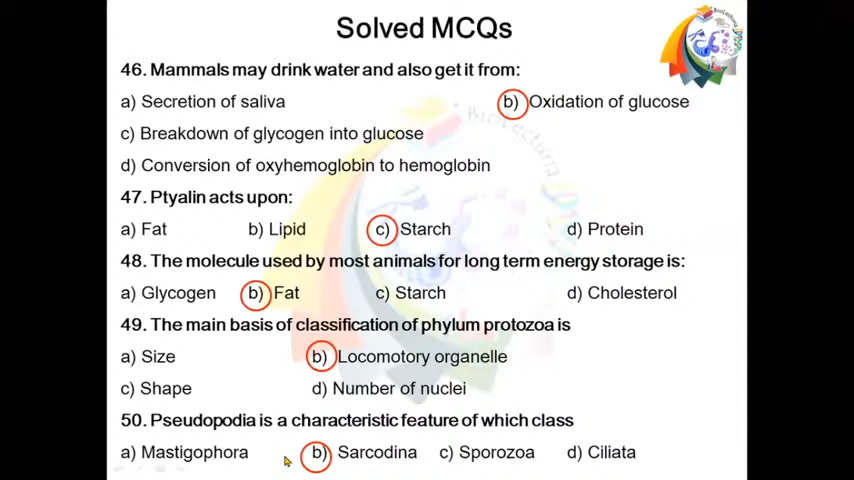 Solved MCQs
46. Mammals may drink water and also get it from:
a) Secretion of saliva b) Oxidation of glucose
c) Breakdown of glycogen into glucose
d) Conversion of oxyhemoglobin to hemoglobin
47. Ptyalin acts upon:
a) Fat b) Lipid c) Starch d) Protein
48. The molecule used by most animals for long term energy storage is:
a) Glycogen b) Fat c) Starch d) Cholesterol
49. The main basis of classification of phylum protozoa is
a) Size b) Locomotory organelle
c) Shape d) Number of nuclei
50. Pseudopodia is a characteristic feature of which class
a) Mastigophora b) Sarcodina c) Sporozoa d) Ciliata